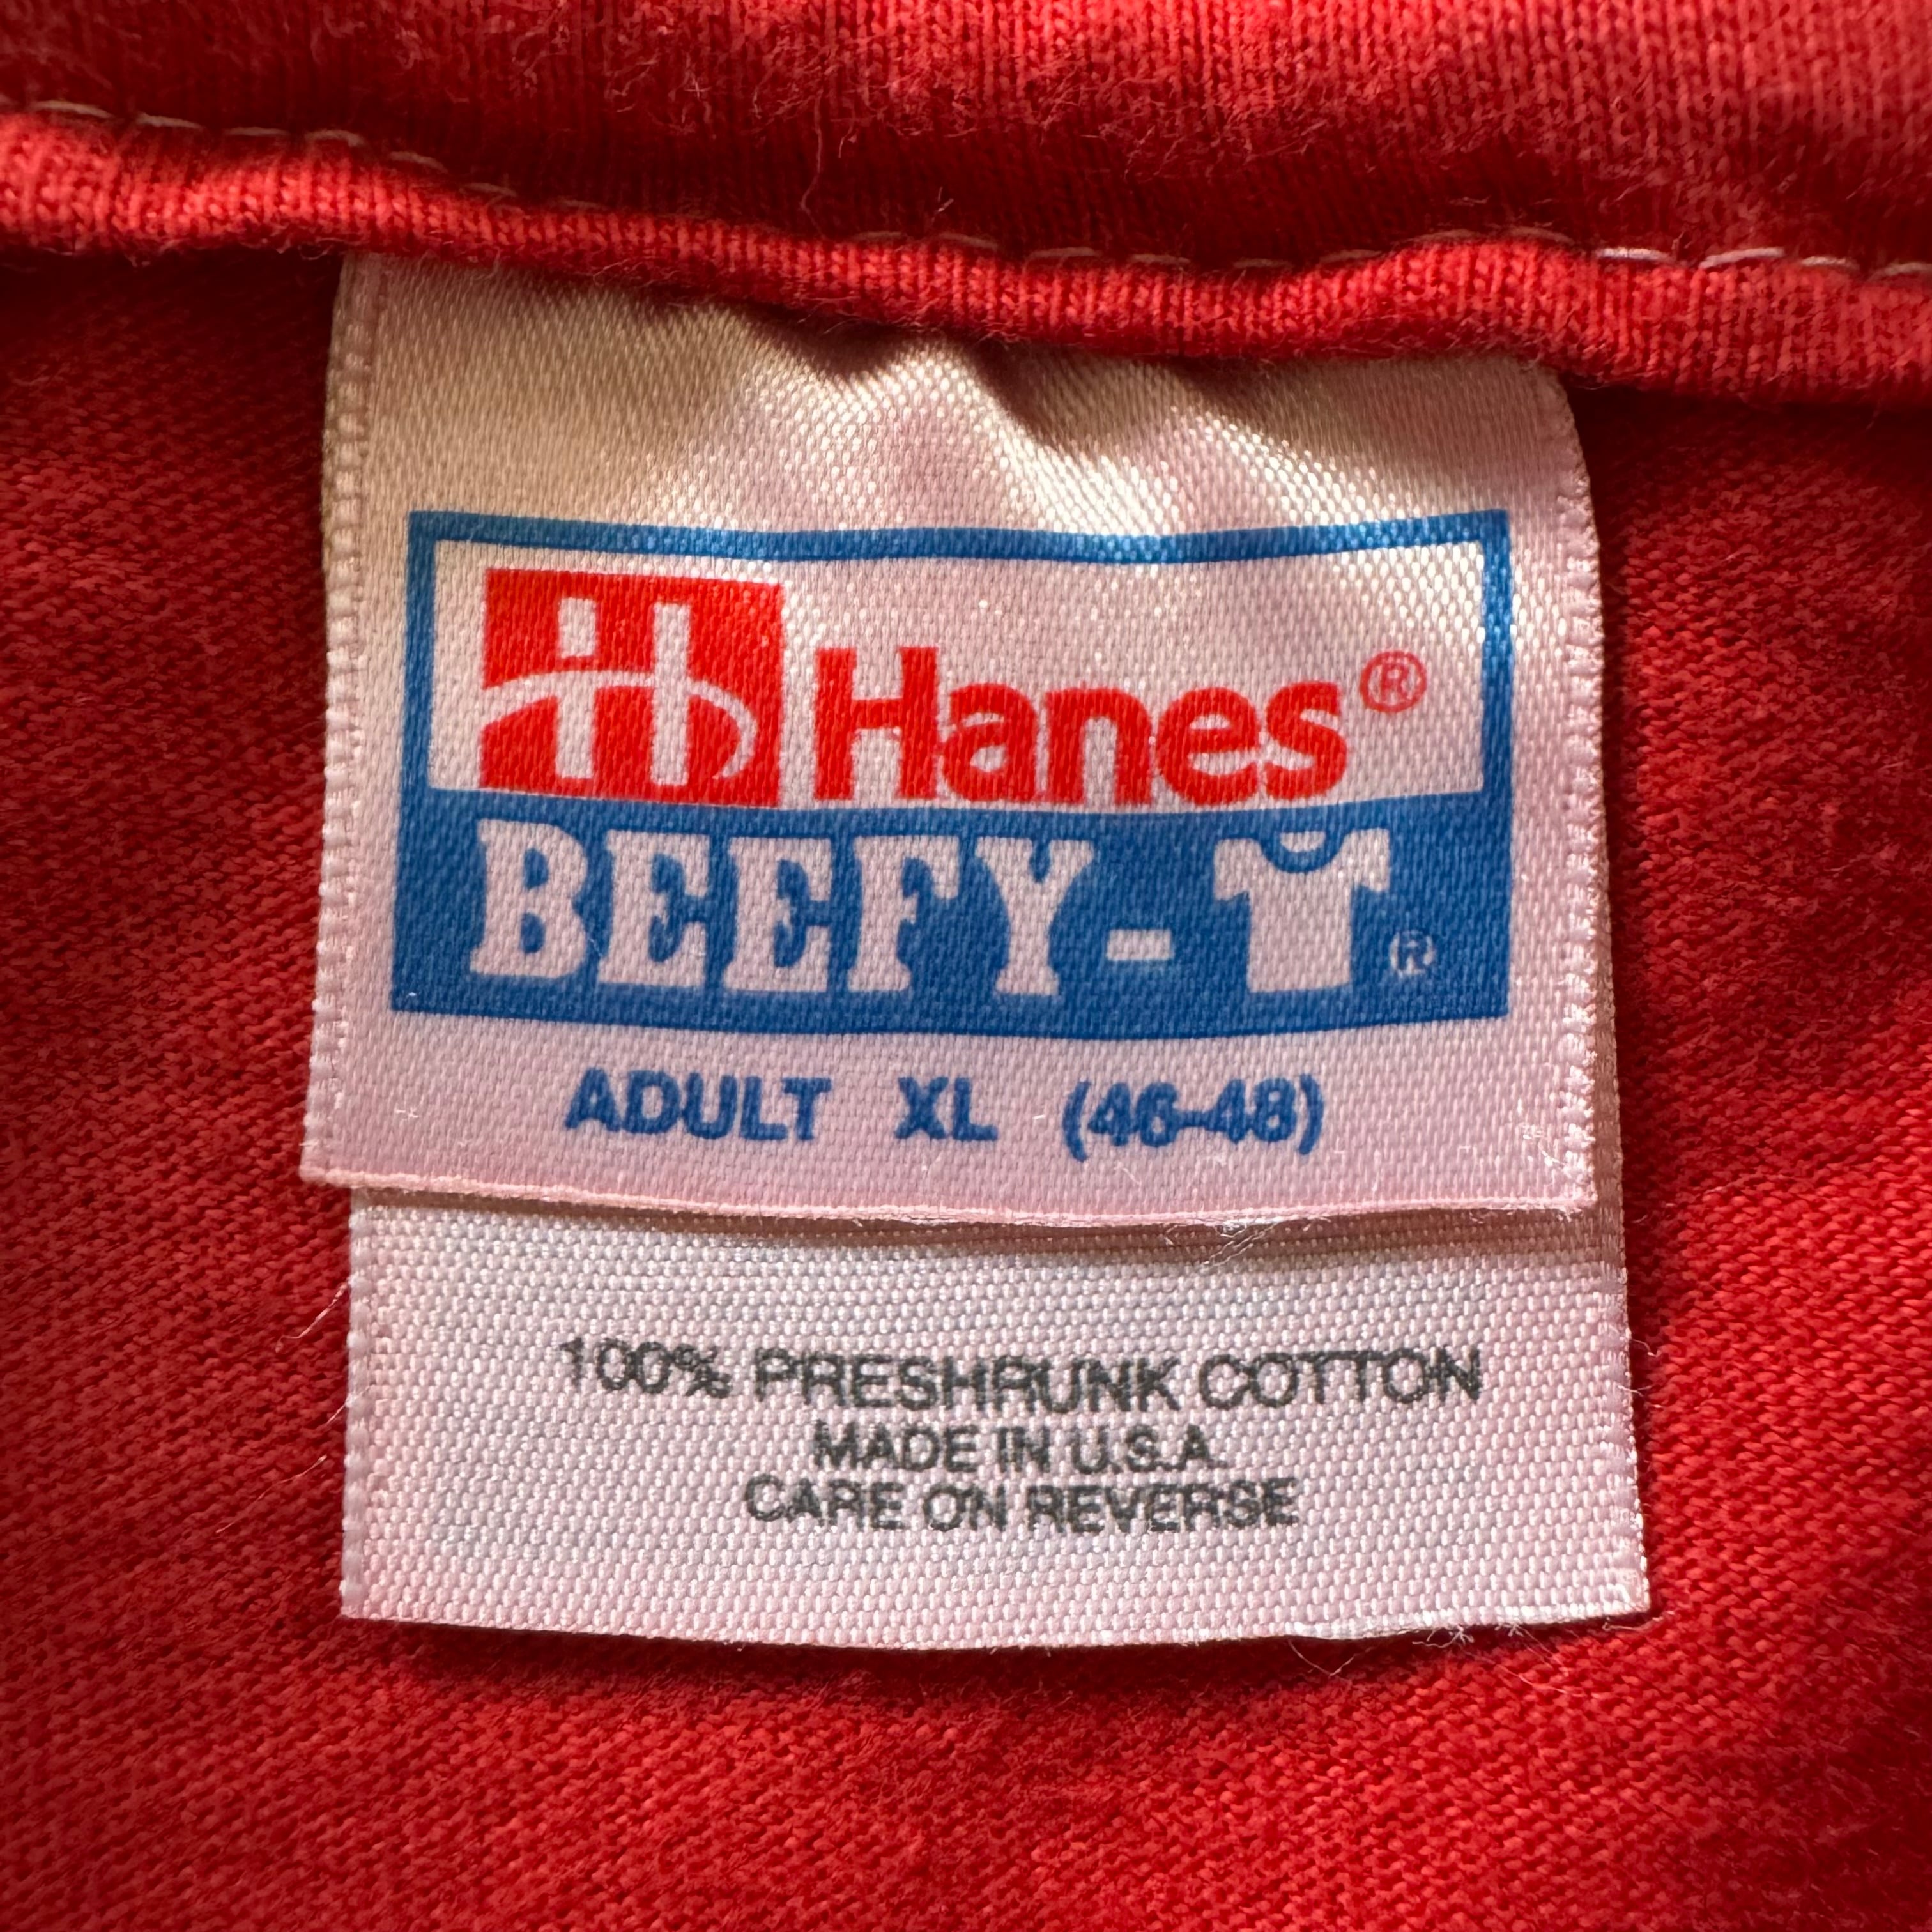 H Hanes®
BEEFY-T®
ADULT XL (46-48)
100% PRESHRUNK COTTON
MADE IN U.S.A.
CARE ON REVERSE